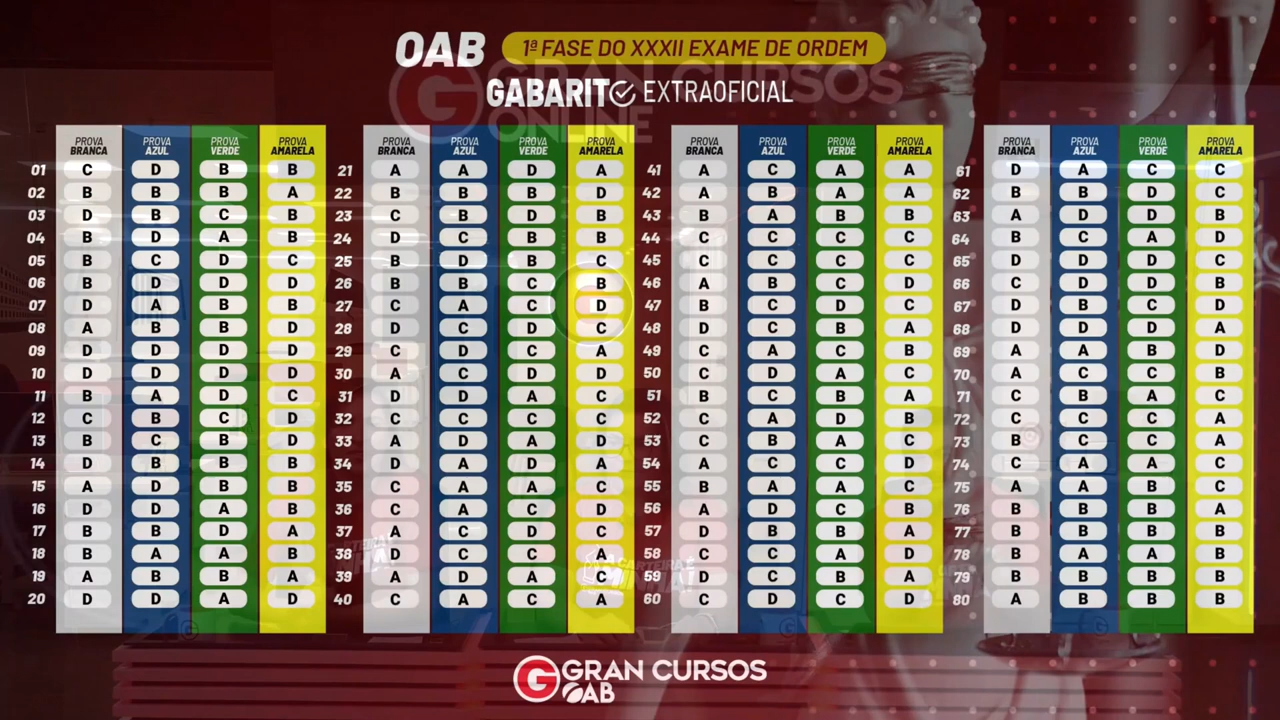 OAB 1ª FASE DO XXXII EXAME DE ORDEM
GRAN CURSOS
ONLINE
GABARITO EXTRAOFICIAL
PROVA BRANCA PROVA AZUL PROVA VERDE PROVA AMARELA PROVA BRANCA PROVA AZUL PROVA VERDE PROVA AMARELA PROVA BRANCA PROVA AZUL PROVA VERDE PROVA AMARELA PROVA BRANCA PROVA AZUL PROVA VERDE PROVA AMARELA
01 C D B B 21 A A D A 41 A C A A 61 D A C C
02 B B B A 22 B B B D 42 A B A A 62 B B D C
03 D B C B 23 C B D B 43 B A B B 63 A D D B
04 B D A B 24 D C B B 44 C C C C 64 B C A D
05 B C D C 25 B D B C 45 C C C C 65 D C D D
06 B D D D 26 B B C B 46 A B B B 66 C D D C
07 D A B B 27 C A C D 47 B C C C 67 D B D D
08 A B B D 28 D C D C 48 D C B A 68 D D D A
09 D D D D 29 C D C A 49 C A C B 69 A A B D
10 D D D D 30 A C D D 50 C D A C 70 A C C B
11 B A D C 31 D D A C 51 B C B A 71 C B A C
12 C B C D 32 C C C C 52 C A D B 72 C C C A
13 B C B D 33 A D A D 53 C B A C 73 B C C A
14 D B B B 34 D A D A 54 A C C D 74 C A A C
15 A D B B 35 C A A C 55 B A A C 75 A A B C
16 D D A B 36 C A C D 56 A D C B 76 B B B A
17 B B D A 37 A C D C 57 D B B A 77 B B B B
18 B A A B 38 D C C A 58 C C A D 78 B A A B
19 A B B A 39 A D A C 59 D C B A 79 B B B B
20 D D A D 40 C A C A 60 C D C D 80 A B B B
A CARTEIRA É
MINHA!
GRAN CURSOS
OAB